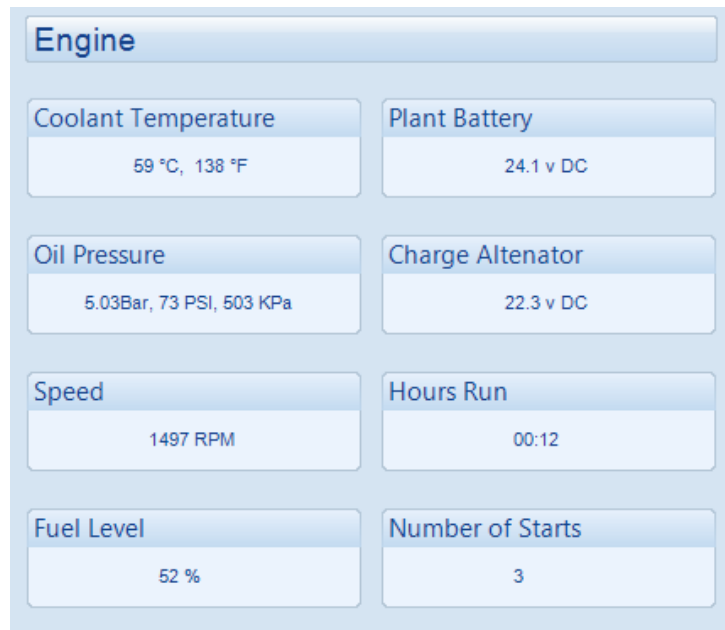 Engine
Coolant Temperature
59 °C, 138 °F
Plant Battery
24.1 v DC
Oil Pressure
5.03Bar, 73 PSI, 503 KPa
Charge Altenator
22.3 v DC
Speed
1497 RPM
Hours Run
00:12
Fuel Level
52 %
Number of Starts
3